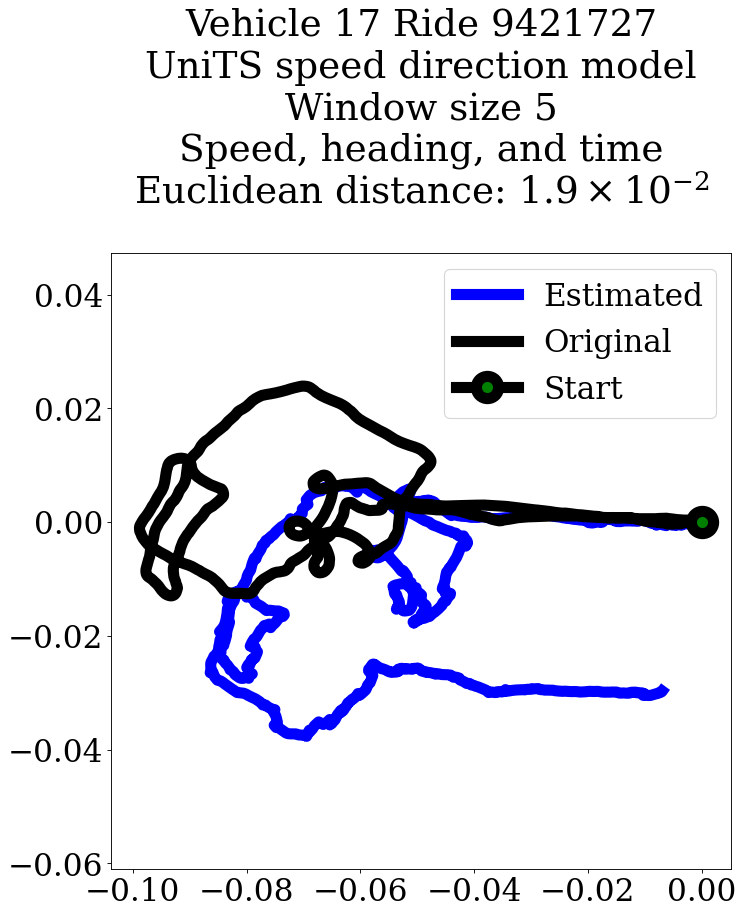 Vehicle 17 Ride 9421727
UniTS speed direction model
Window size 5
Speed, heading, and time
Euclidean distance: 1.9 × 10⁻²
Estimated
Original
Start
0.04
0.02
0.00
−0.02
−0.04
−0.06
−0.10 −0.08 −0.06 −0.04 −0.02 0.00